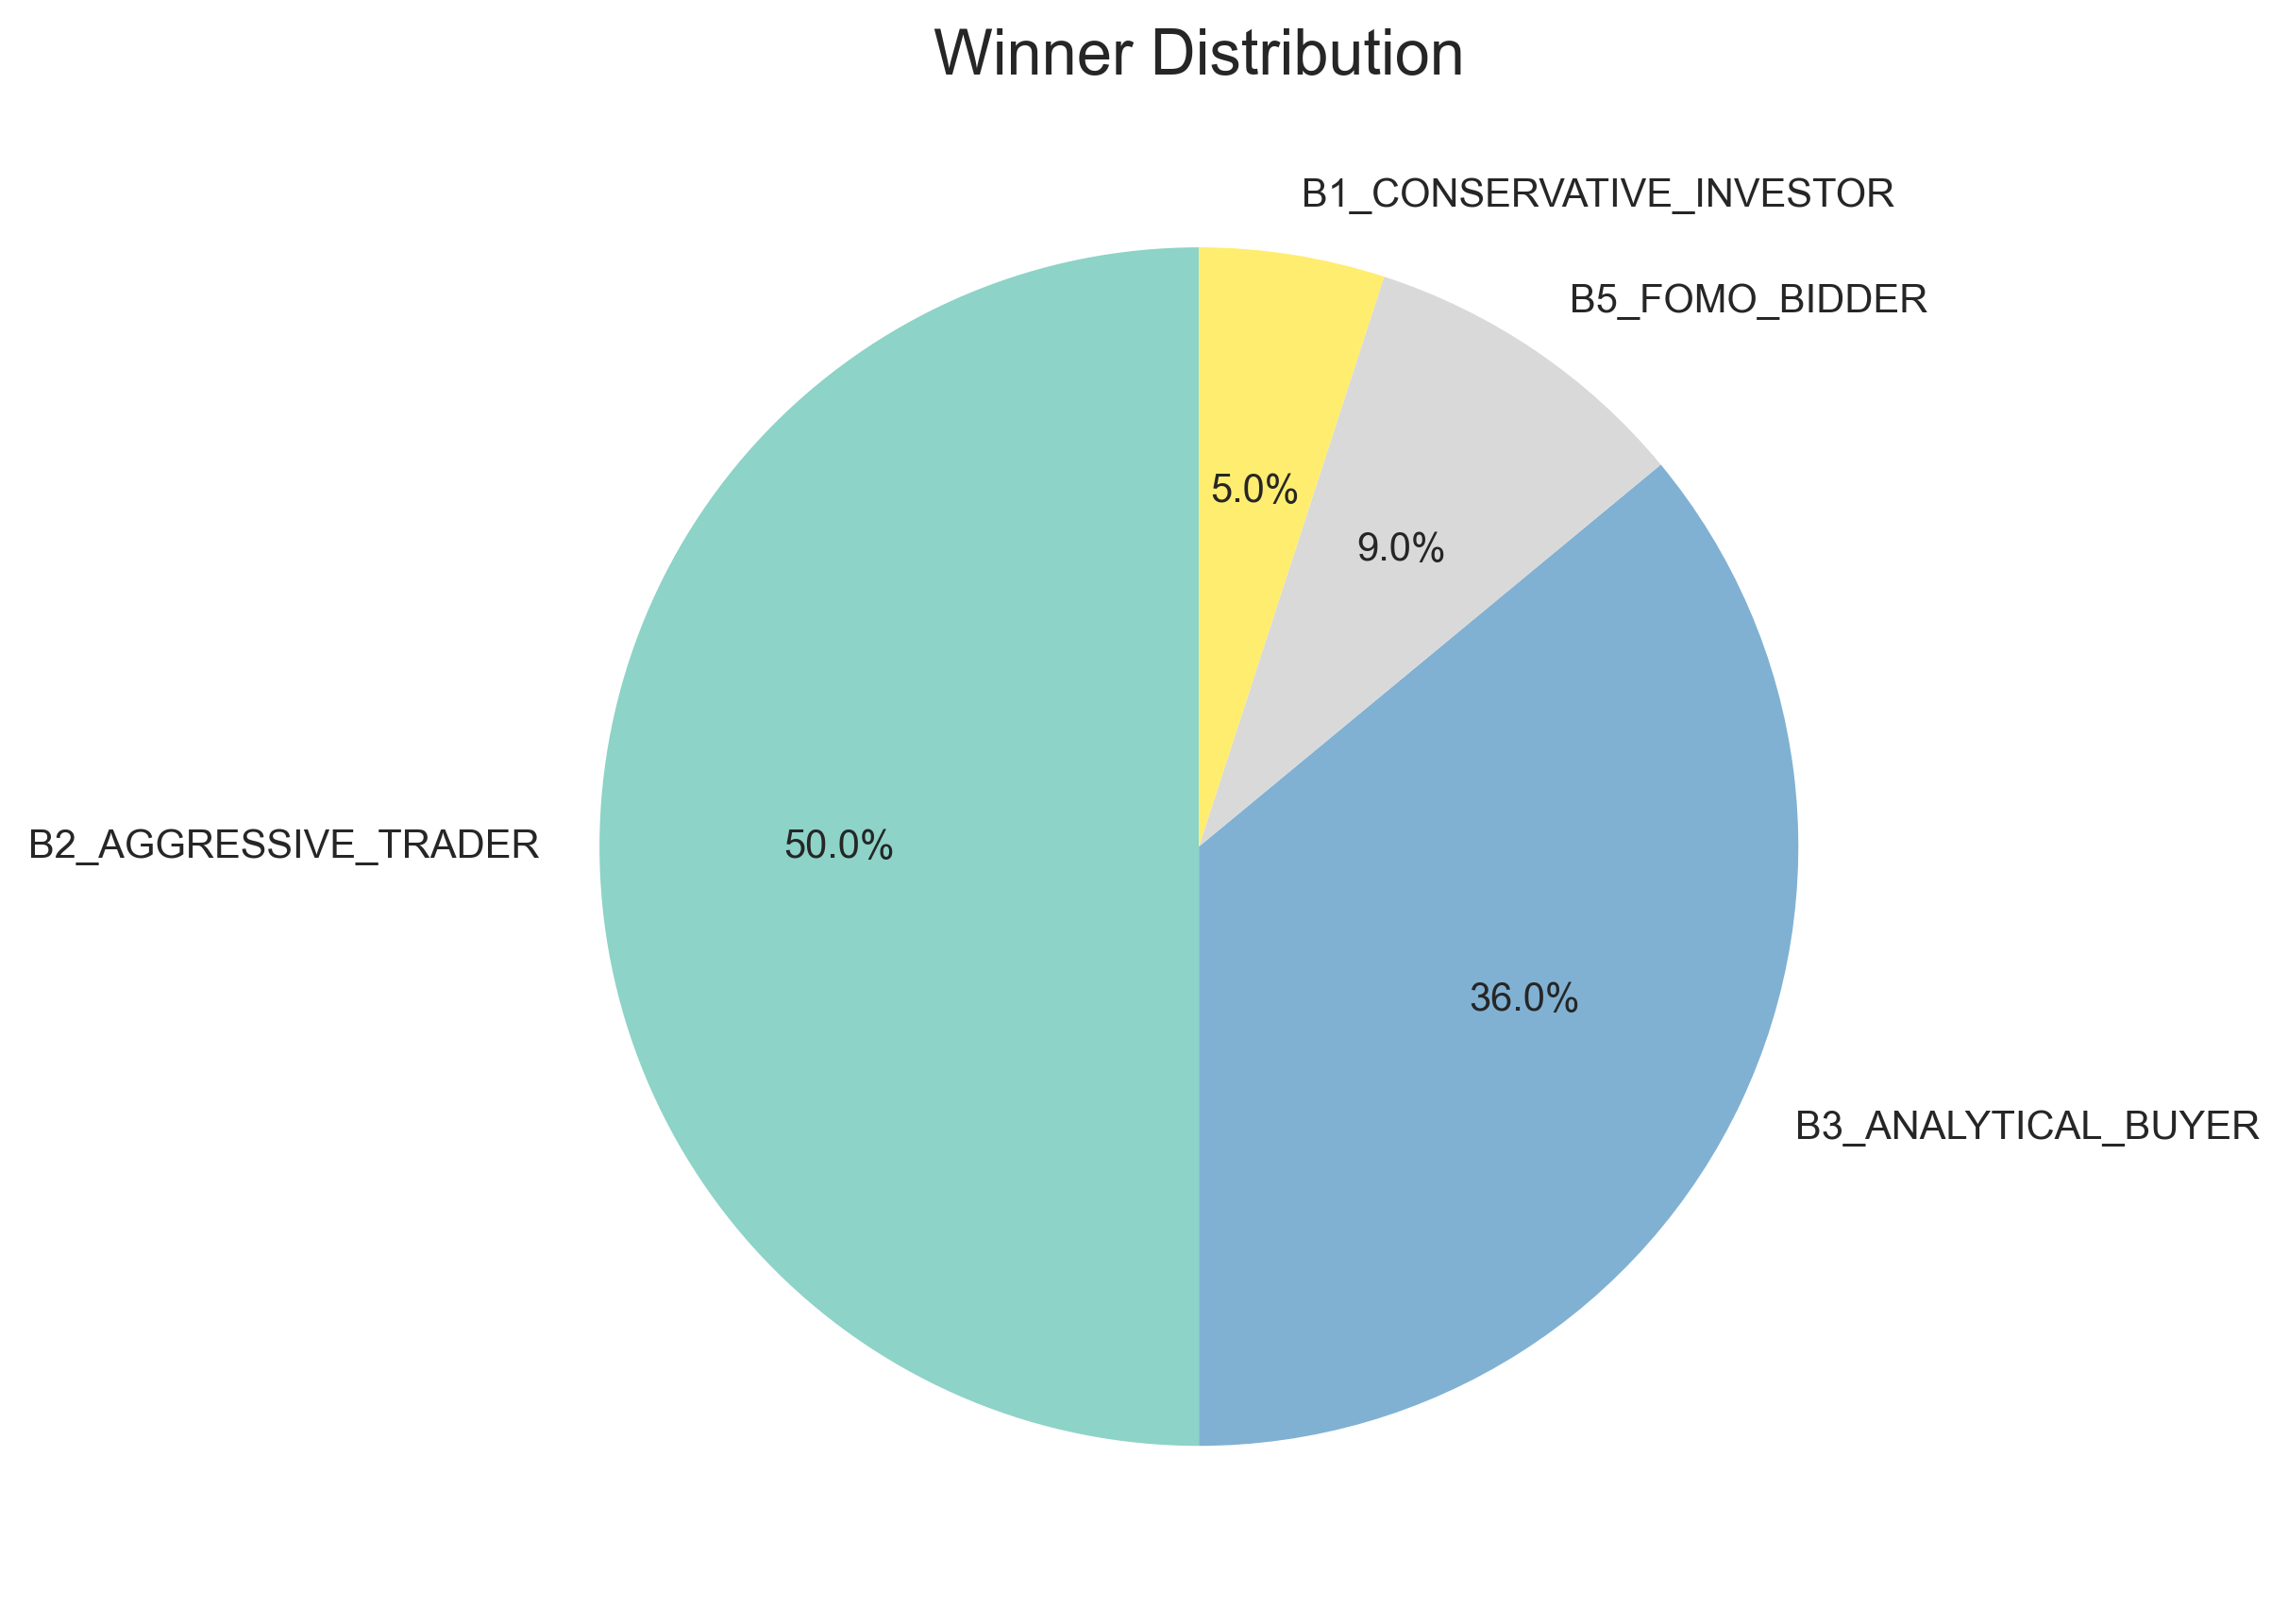 Winner Distribution
B1_CONSERVATIVE_INVESTOR
B5_FOMO_BIDDER
5.0%
9.0%
B2_AGGRESSIVE_TRADER
50.0%
36.0%
B3_ANALYTICAL_BUYER